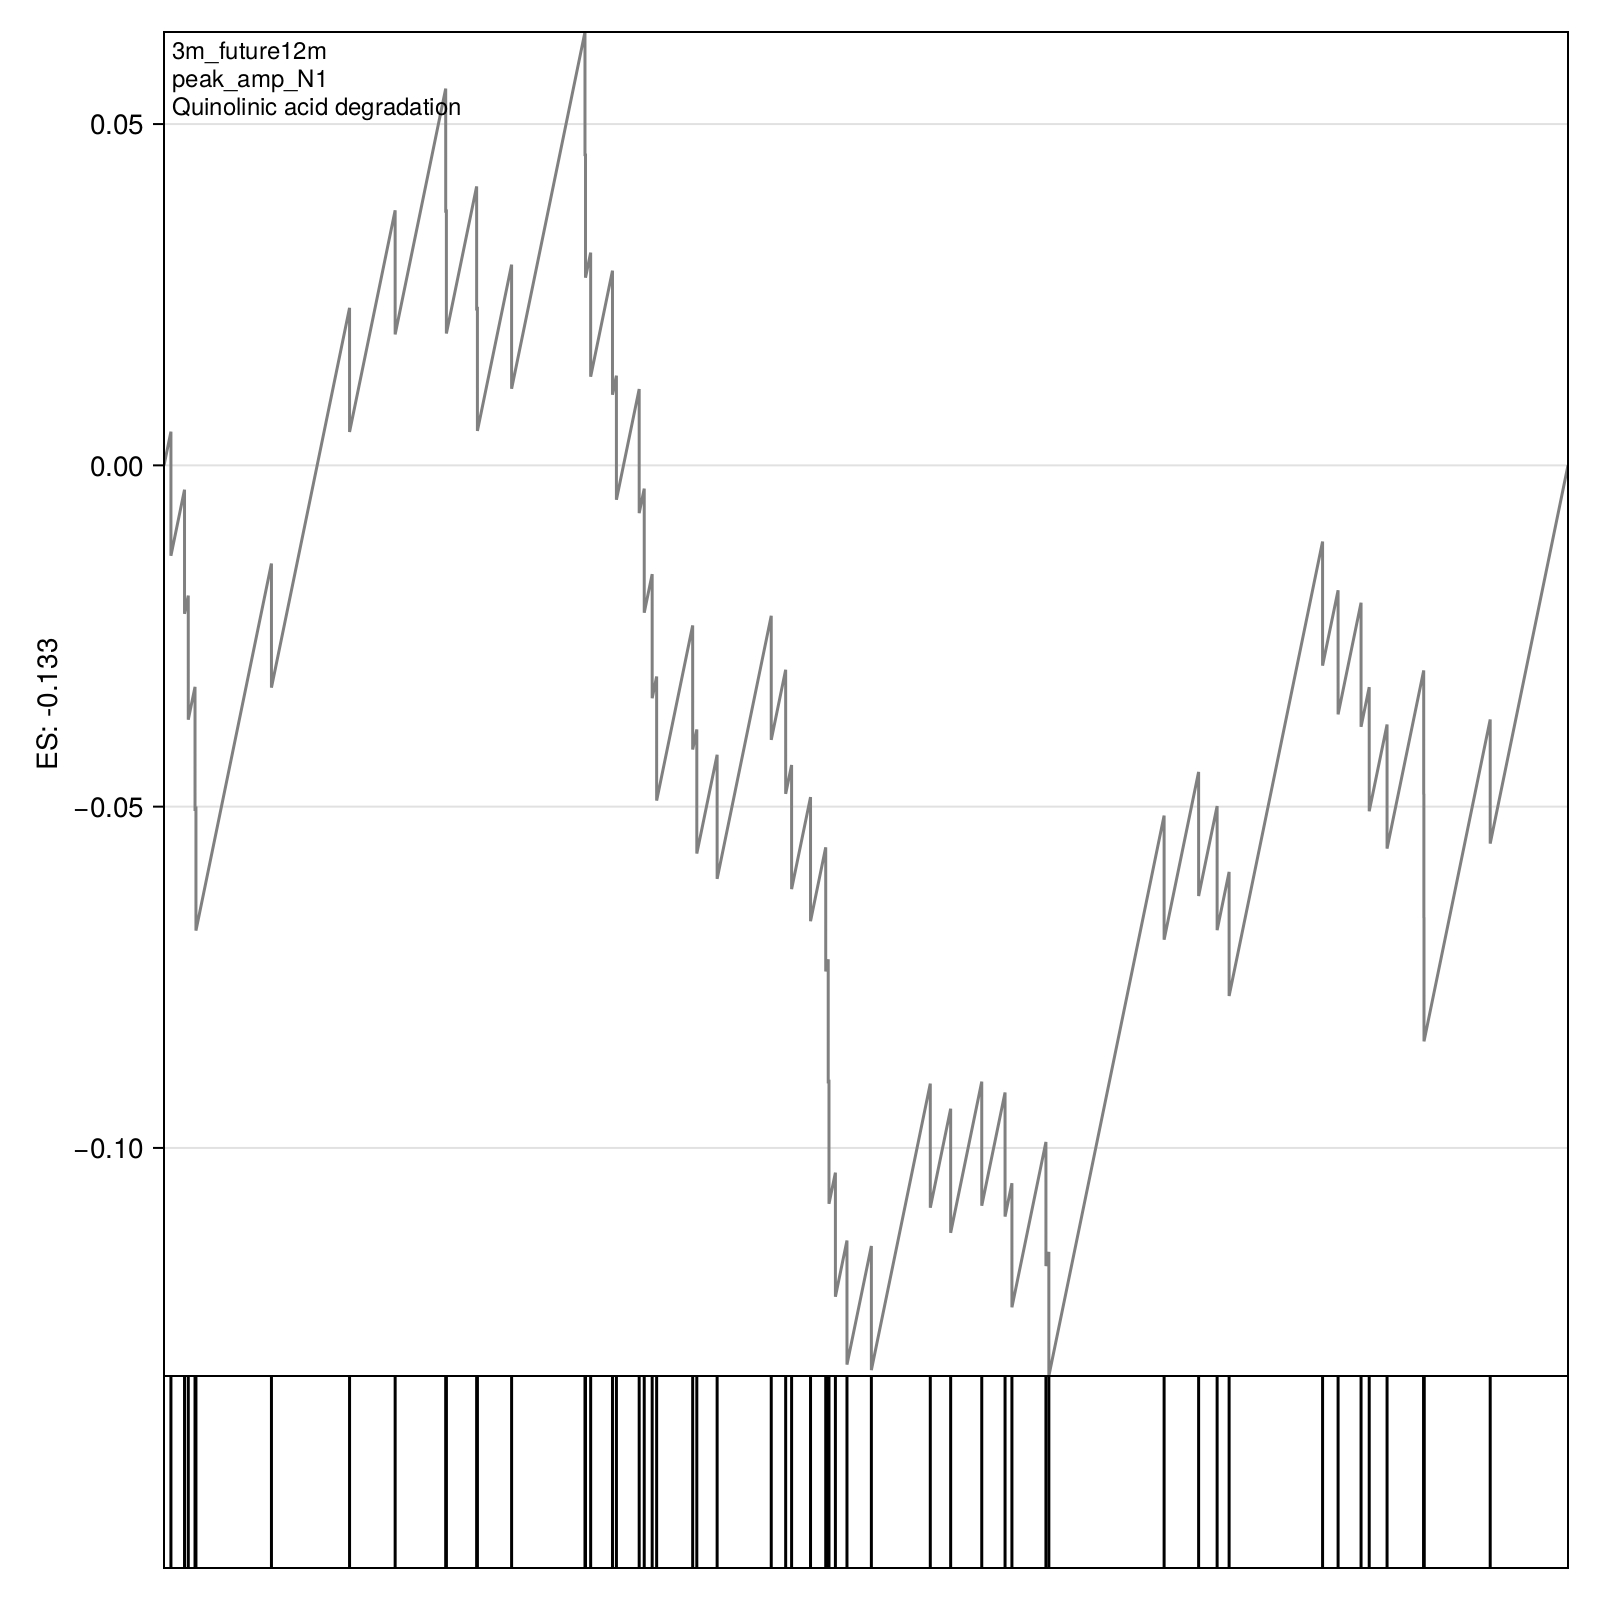 3m_future12m
peak_amp_N1
Quinolinic acid degradation
0.05
0.00
−0.05
−0.10
ES: -0.133